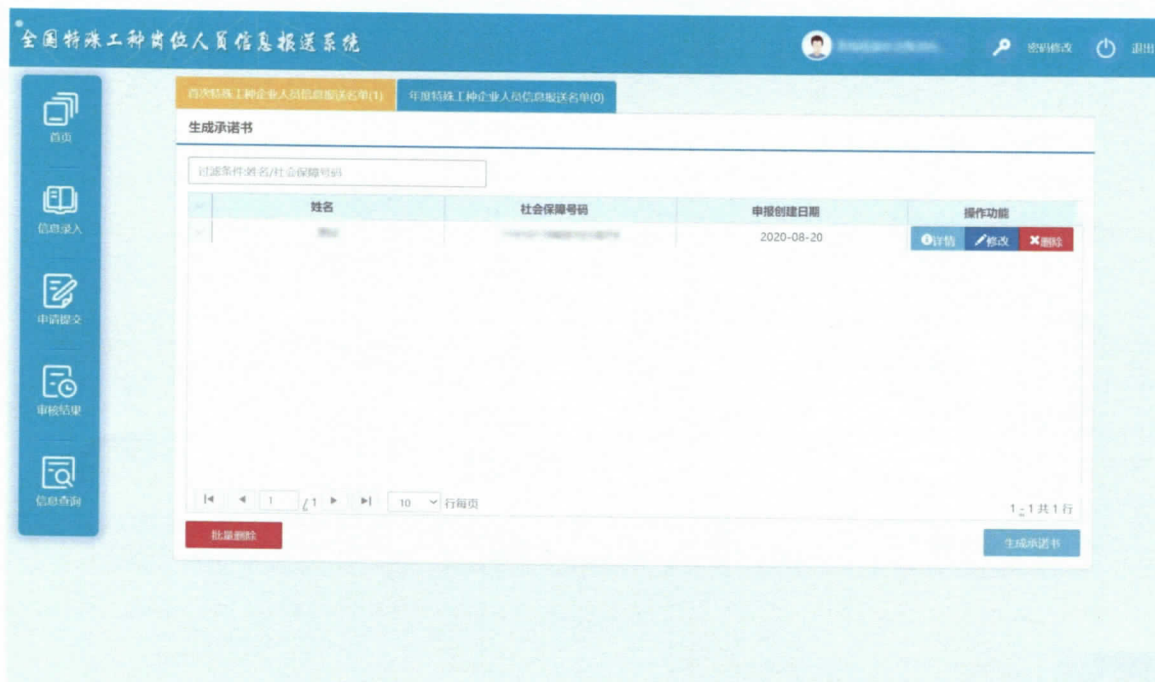 全国特殊工种岗位人员信息报送系统
密码修改
退出
首页
信息录入
申请提交
审核结果
信息查询
首次特殊工种企业人员信息报送名单(1)
年度特殊工种企业人员信息报送名单(0)
生成承诺书
过滤条件:姓名/社会保障号码
姓名 社会保障号码 申报创建日期 操作功能
2020-08-20 详情 修改 删除
1 / 1 10 行每页
1 - 1 共 1 行
批量删除
生成承诺书